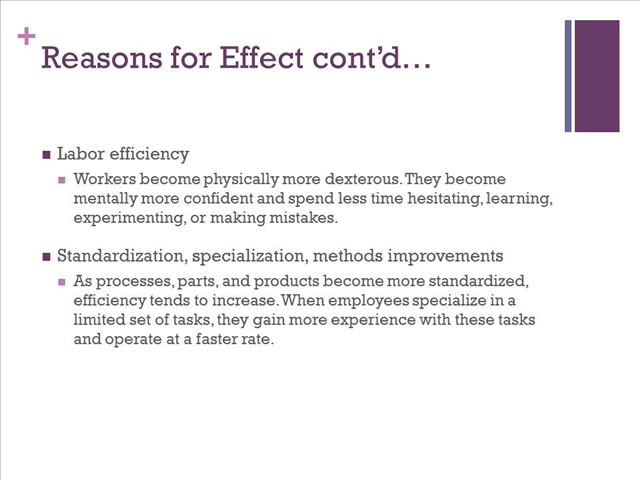 +
Reasons for Effect cont’d…
Labor efficiency
Workers become physically more dexterous. They become
mentally more confident and spend less time hesitating, learning,
experimenting, or making mistakes.
Standardization, specialization, methods improvements
As processes, parts, and products become more standardized,
efficiency tends to increase. When employees specialize in a
limited set of tasks, they gain more experience with these tasks
and operate at a faster rate.